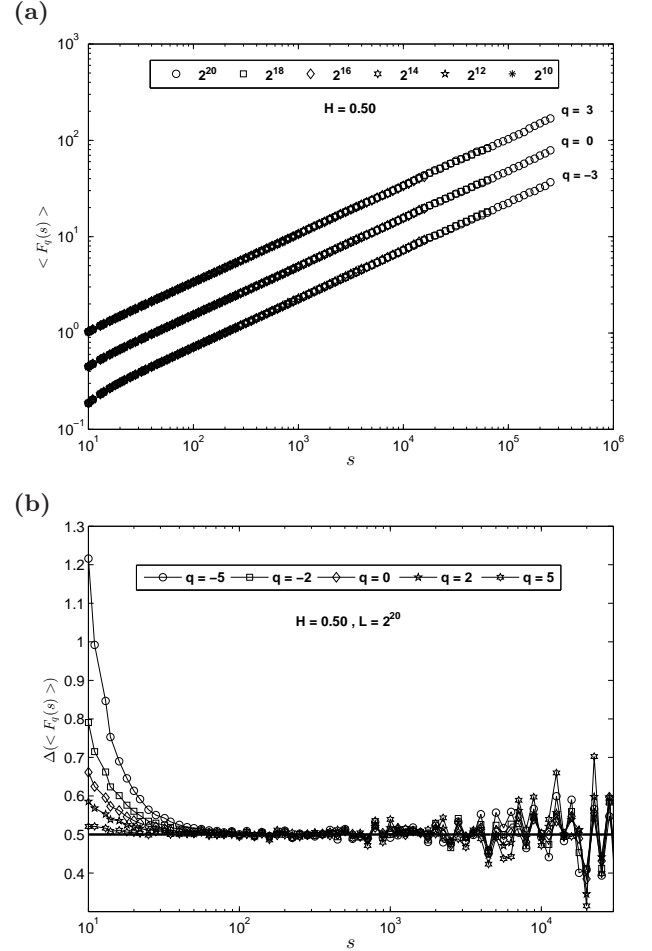 (a)
10^3
2^20 2^18 2^16 2^14 2^12 2^10
H = 0.50
q = 3
10^2
q = 0
q = −3
< F_q(s) >
10^1
10^0
10^−1
10^1 10^2 10^3 10^4 10^5 10^6
s
(b)
1.3
q = −5 q = −2 q = 0 q = 2 q = 5
1.2
H = 0.50 , L = 2^20
1.1
1
0.9
Δ(< F_q(s) >)
0.8
0.7
0.6
0.5
0.4
10^1 10^2 10^3 10^4
s